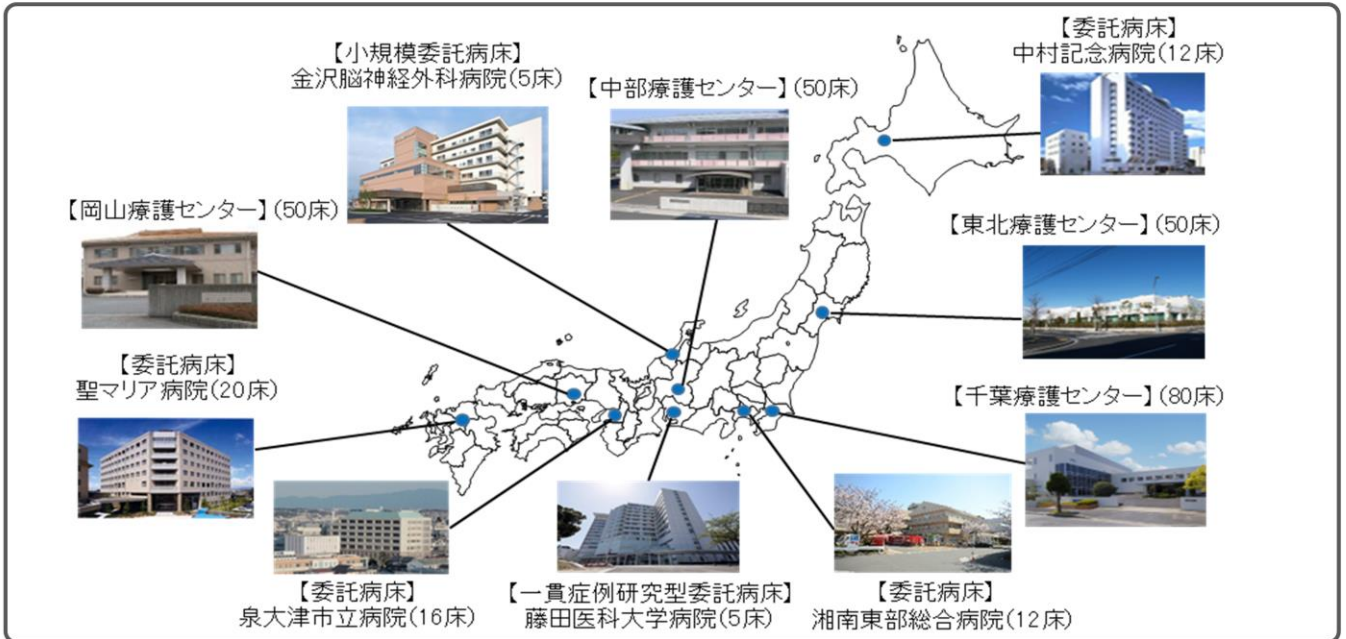 【委託病床】
中村記念病院(12床)
【小規模委託病床】
金沢脳神経外科病院(5床)
【中部療護センター】(50床)
【岡山療護センター】(50床)
【東北療護センター】(50床)
【委託病床】
聖マリア病院(20床)
【千葉療護センター】(80床)
【委託病床】
泉大津市立病院(16床)
【一貫症例研究型委託病床】
藤田医科大学病院(5床)
【委託病床】
湘南東部総合病院(12床)